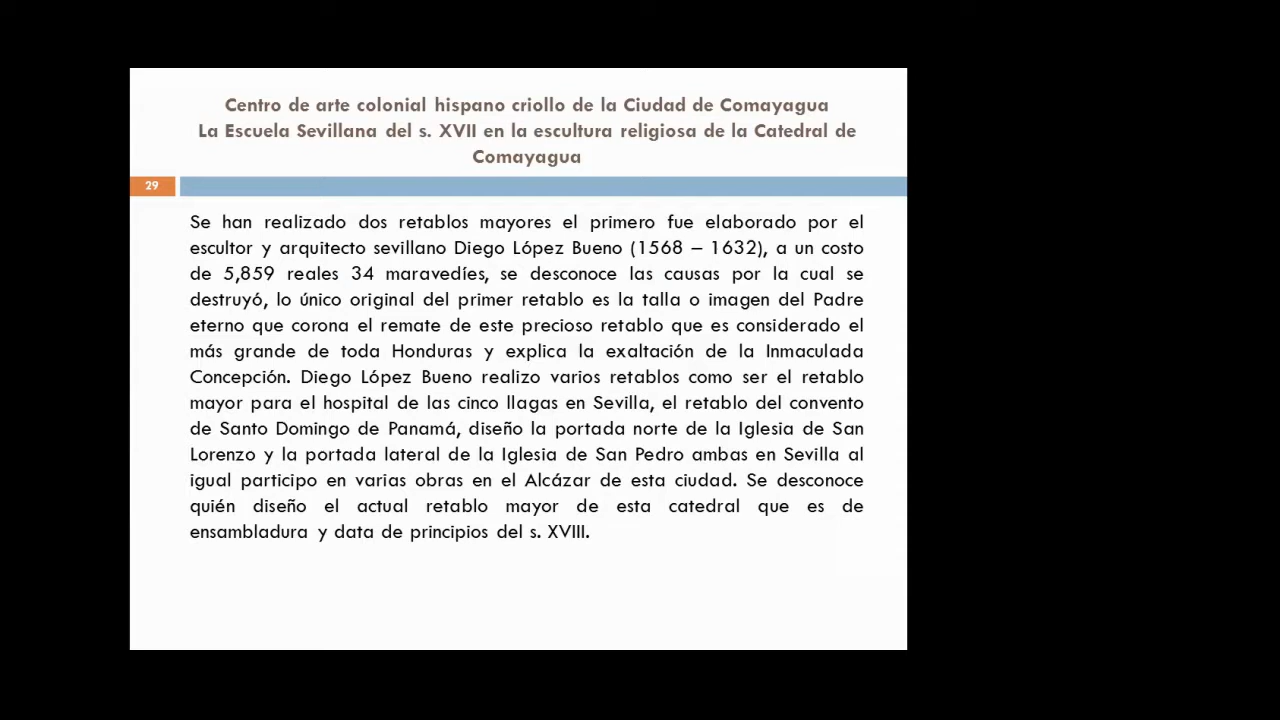 Centro de arte colonial hispano criollo de la Ciudad de Comayagua
La Escuela Sevillana del s. XVII en la escultura religiosa de la Catedral de
Comayagua
29
Se han realizado dos retablos mayores el primero fue elaborado por el
escultor y arquitecto sevillano Diego López Bueno (1568 – 1632), a un costo
de 5,859 reales 34 maravedíes, se desconoce las causas por la cual se
destruyó, lo único original del primer retablo es la talla o imagen del Padre
eterno que corona el remate de este precioso retablo que es considerado el
más grande de toda Honduras y explica la exaltación de la Inmaculada
Concepción. Diego López Bueno realizo varios retablos como ser el retablo
mayor para el hospital de las cinco llagas en Sevilla, el retablo del convento
de Santo Domingo de Panamá, diseño la portada norte de la Iglesia de San
Lorenzo y la portada lateral de la Iglesia de San Pedro ambas en Sevilla al
igual participo en varias obras en el Alcázar de esta ciudad. Se desconoce
quién diseño el actual retablo mayor de esta catedral que es de
ensambladura y data de principios del s. XVIII.